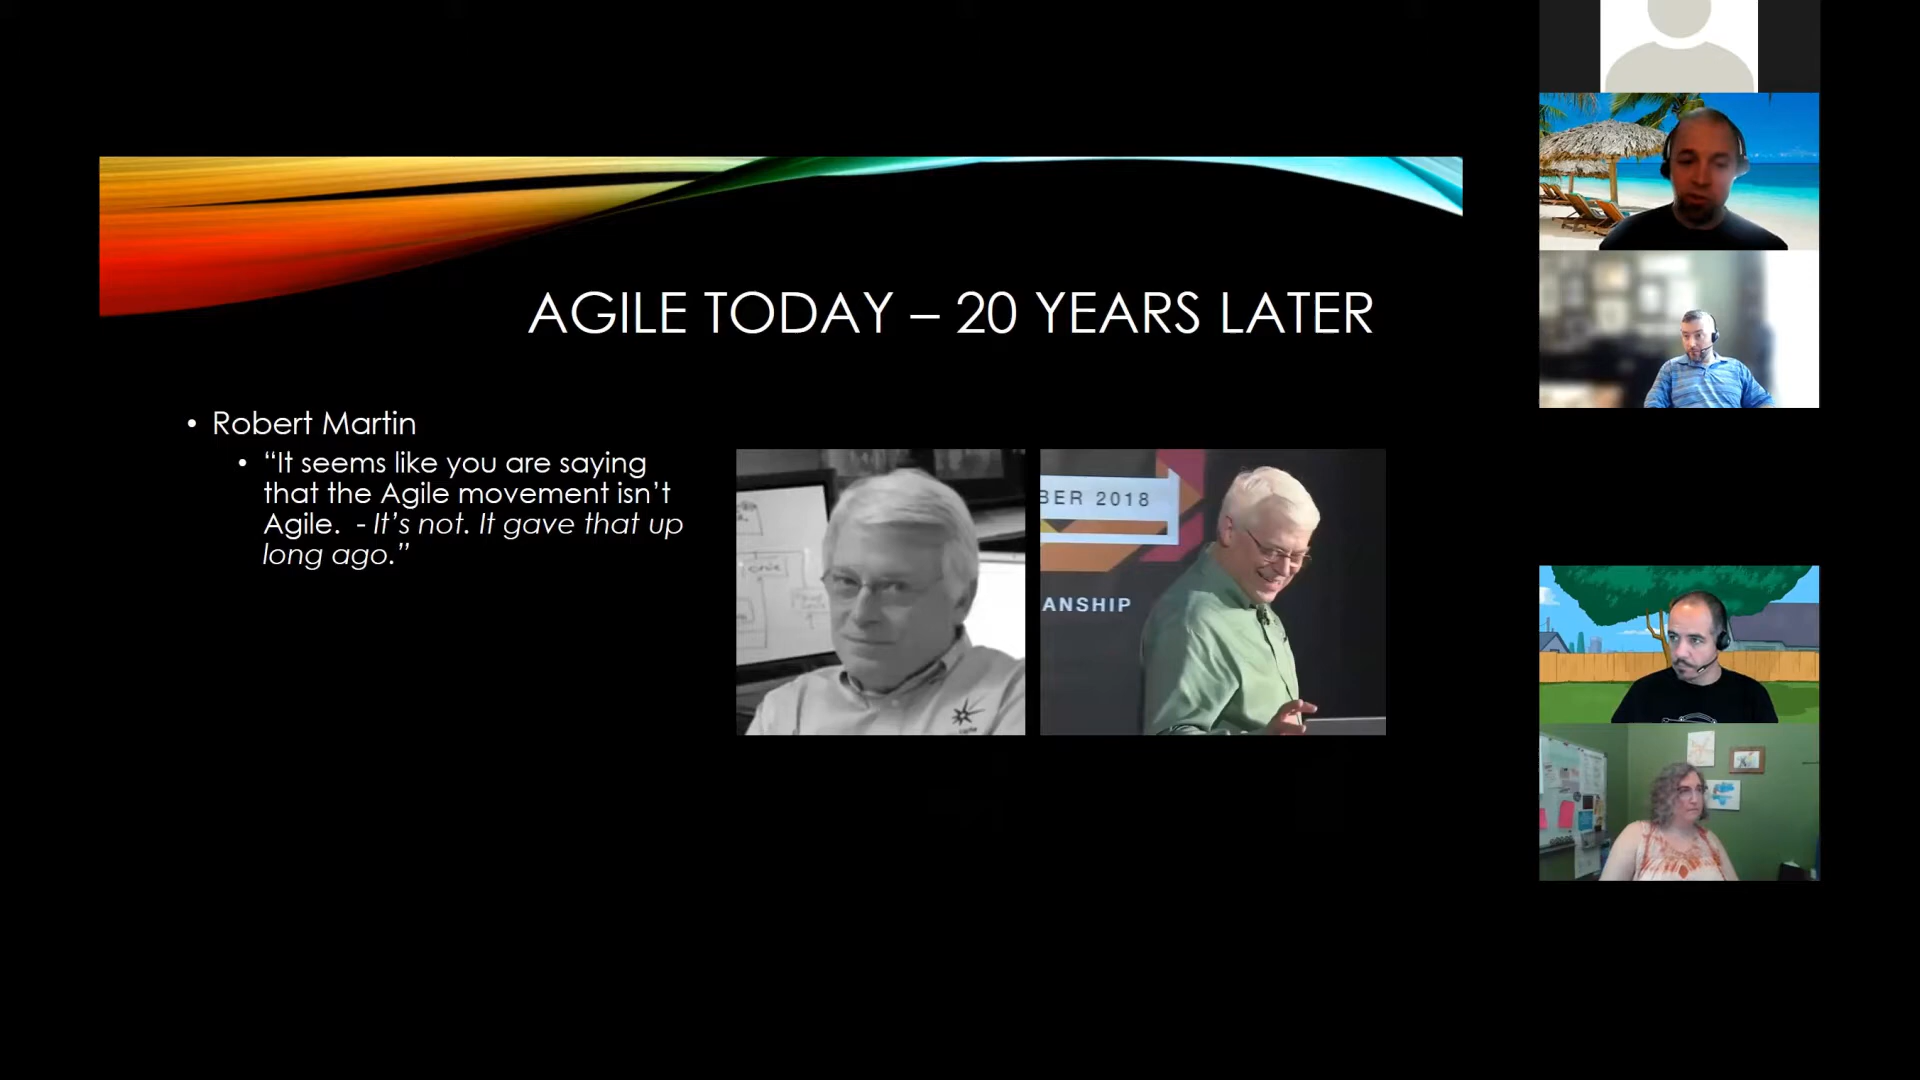 AGILE TODAY – 20 YEARS LATER
• Robert Martin
• “It seems like you are saying
that the Agile movement isn’t
Agile.  - It’s not. It gave that up
long ago.”
BER 2018
ANSHIP